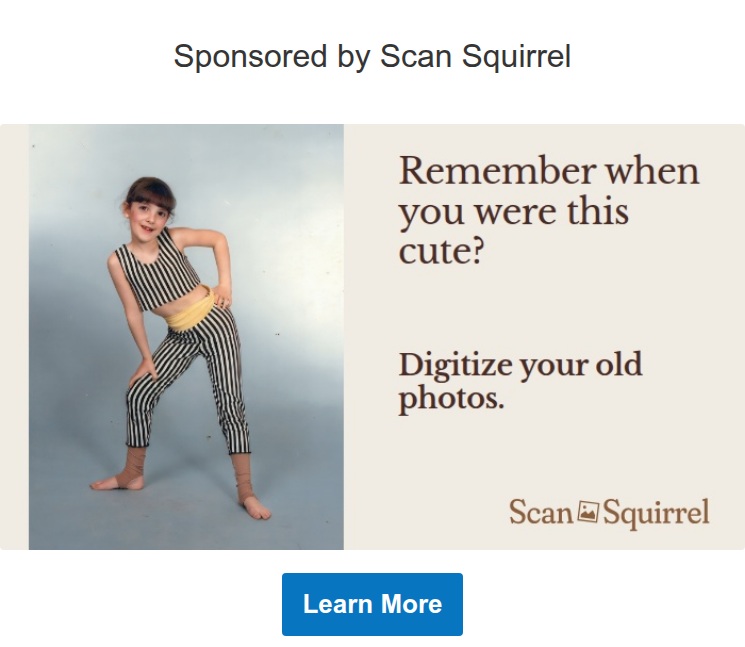 Sponsored by Scan Squirrel
Remember when
you were this
cute?
Digitize your old
photos.
Scan Squirrel
Learn More